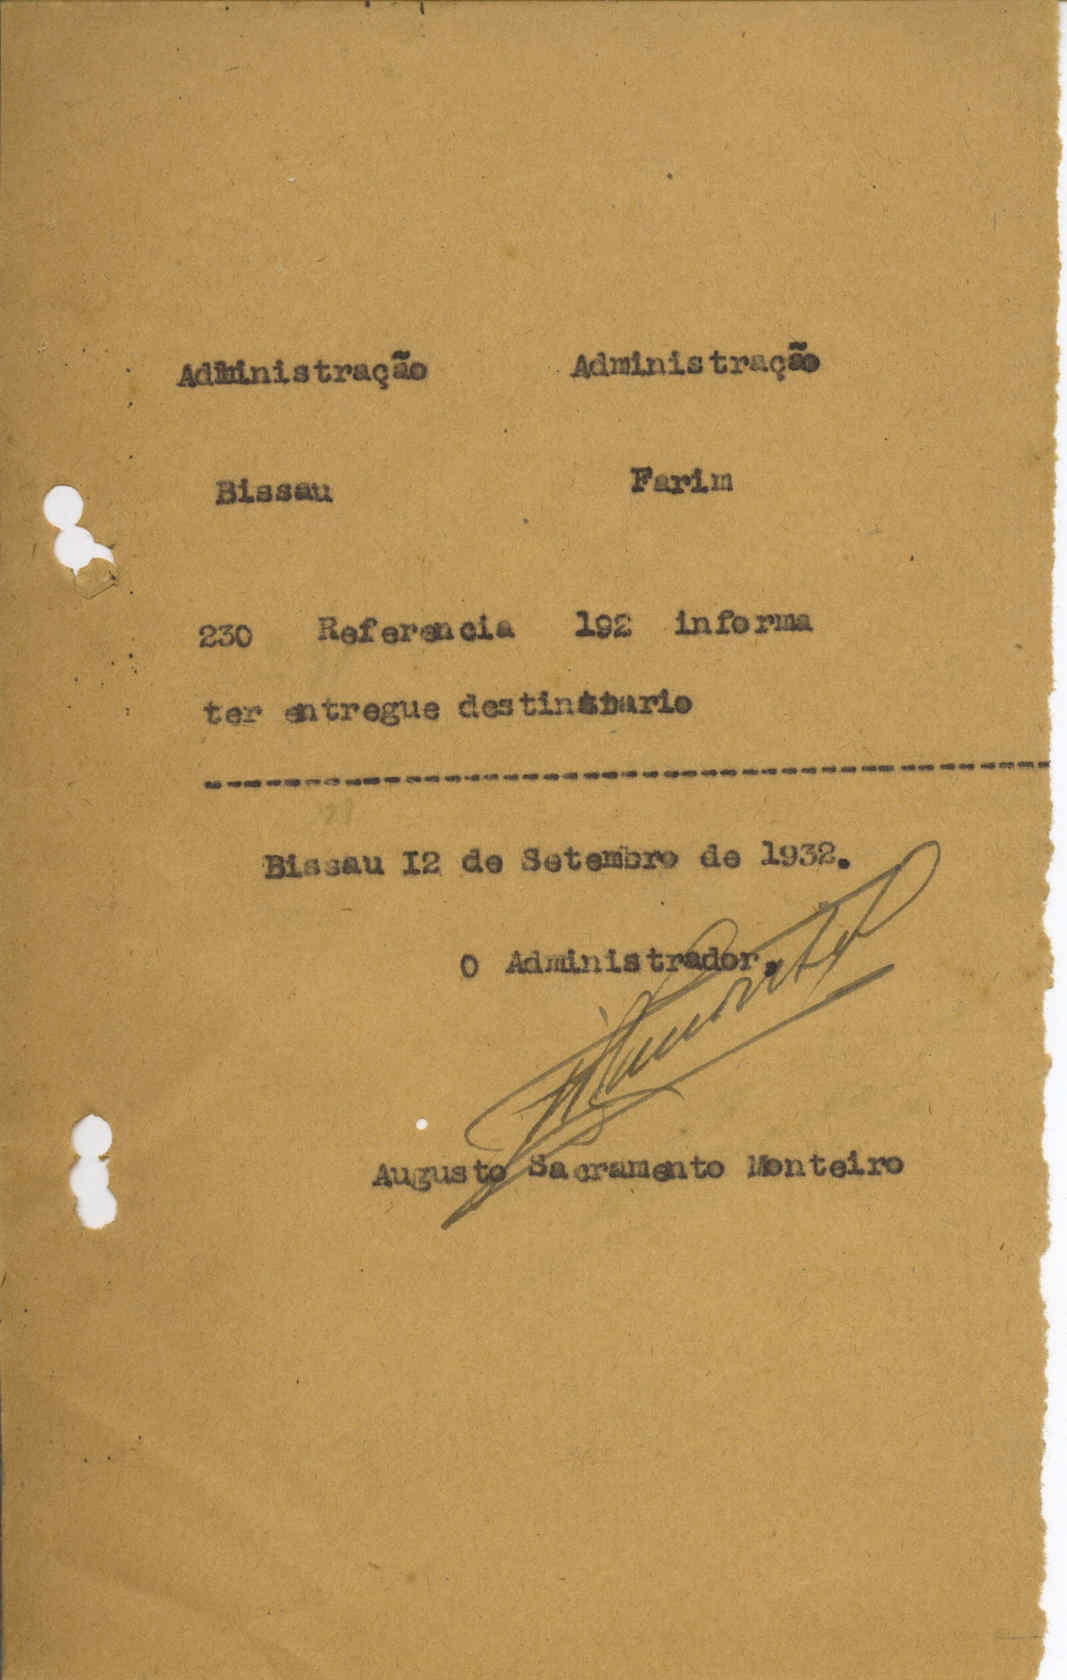 Administração Administração
Bissau Farim
230 Referencia 192 informa
ter entregue destinatario
-------------------------------------------
Bissau I2 de Setembro de 1932.
O Administrador,
Augusto Sacramento Monteiro